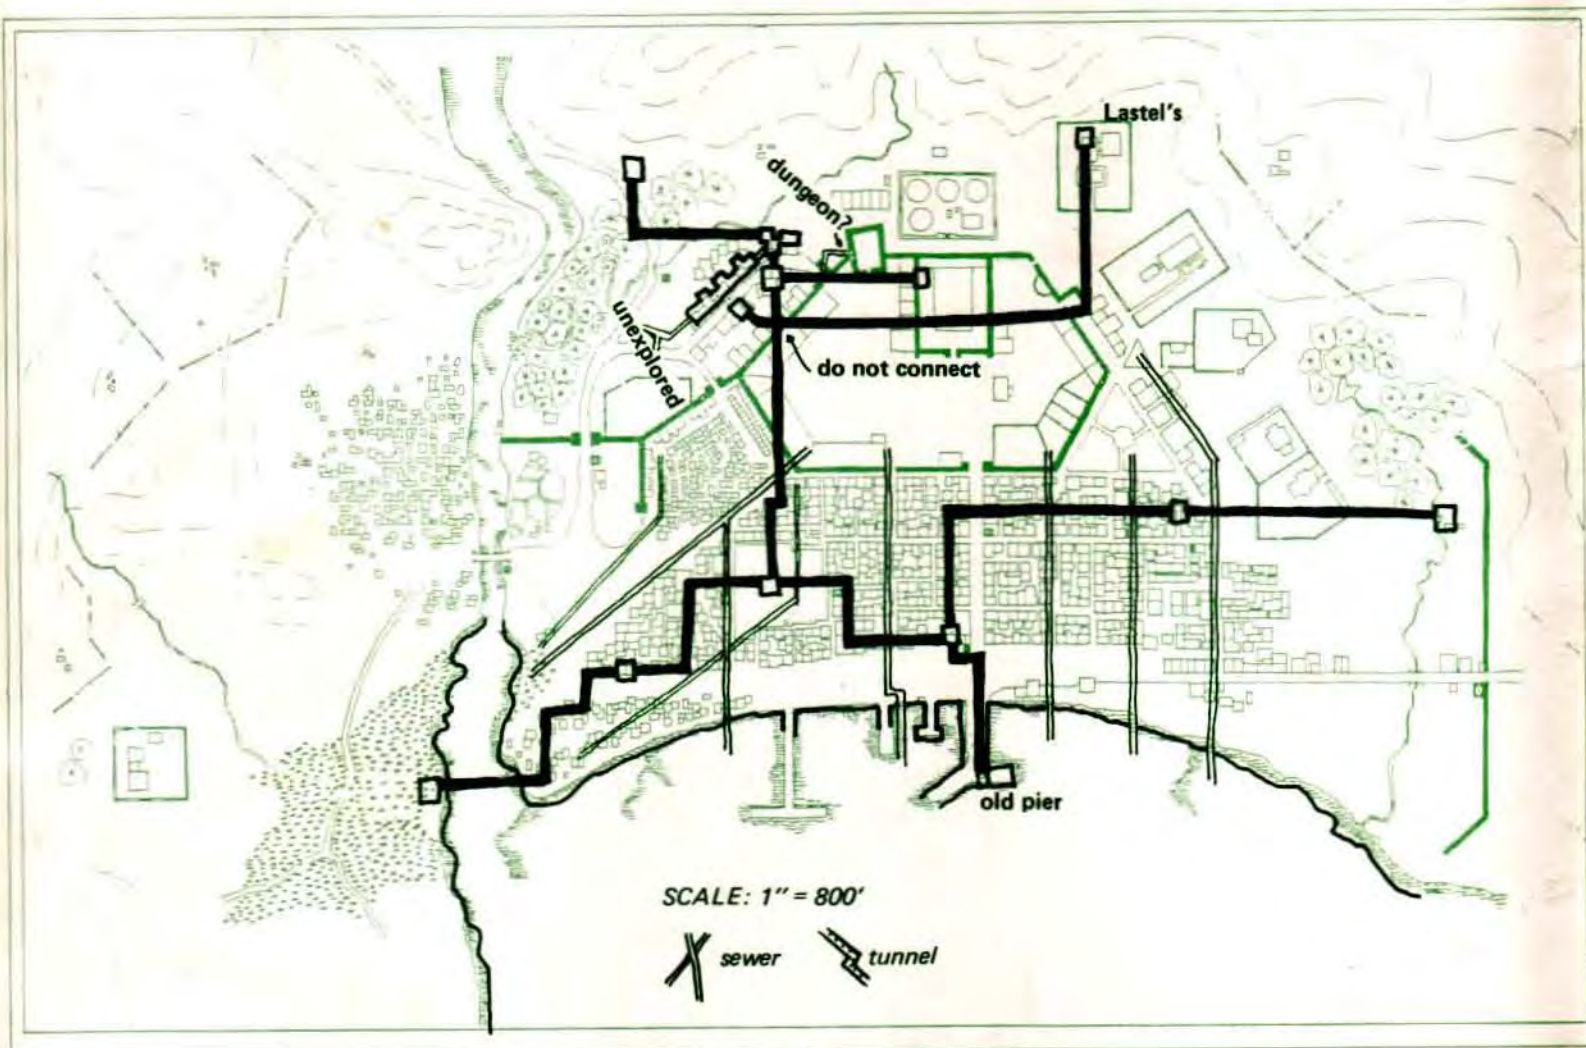 Lastel's
dungeon?
unexplored
do not connect
old pier
SCALE: 1" = 800'
sewer
tunnel